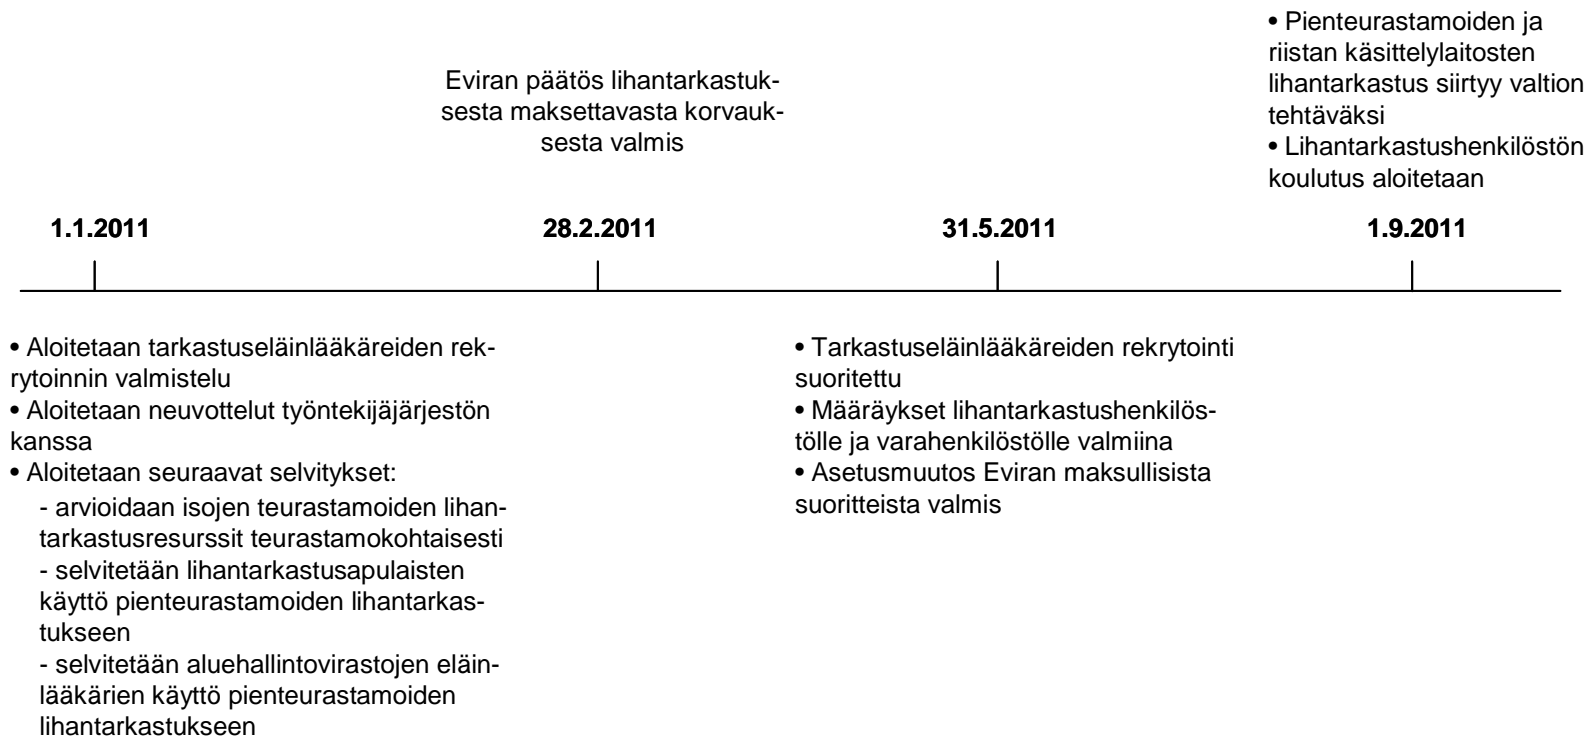 • Pienteurastamoiden ja
riistan käsittelylaitosten
lihantarkastus siirtyy valtion
tehtäväksi
• Lihantarkastushenkilöstön
koulutus aloitetaan
Eviran päätös lihantarkastuk-
sesta maksettavasta korvauk-
sesta valmis
1.1.2011
28.2.2011
31.5.2011
1.9.2011
• Aloitetaan tarkastuseläinlääkäreiden rek-
rytoinnin valmistelu
• Aloitetaan neuvottelut työntekijäjärjestön
kanssa
• Aloitetaan seuraavat selvitykset:
- arvioidaan isojen teurastamoiden lihan-
tarkastusresurssit teurastamokohtaisesti
- selvitetään lihantarkastusapulaisten
käyttö pienteurastamoiden lihantarkas-
tukseen
- selvitetään aluehallintovirastojen eläin-
lääkärien käyttö pienteurastamoiden
lihantarkastukseen
• Tarkastuseläinlääkäreiden rekrytointi
suoritettu
• Määräykset lihantarkastushenkilös-
tölle ja varahenkilöstölle valmiina
• Asetusmuutos Eviran maksullisista
suoritteista valmis